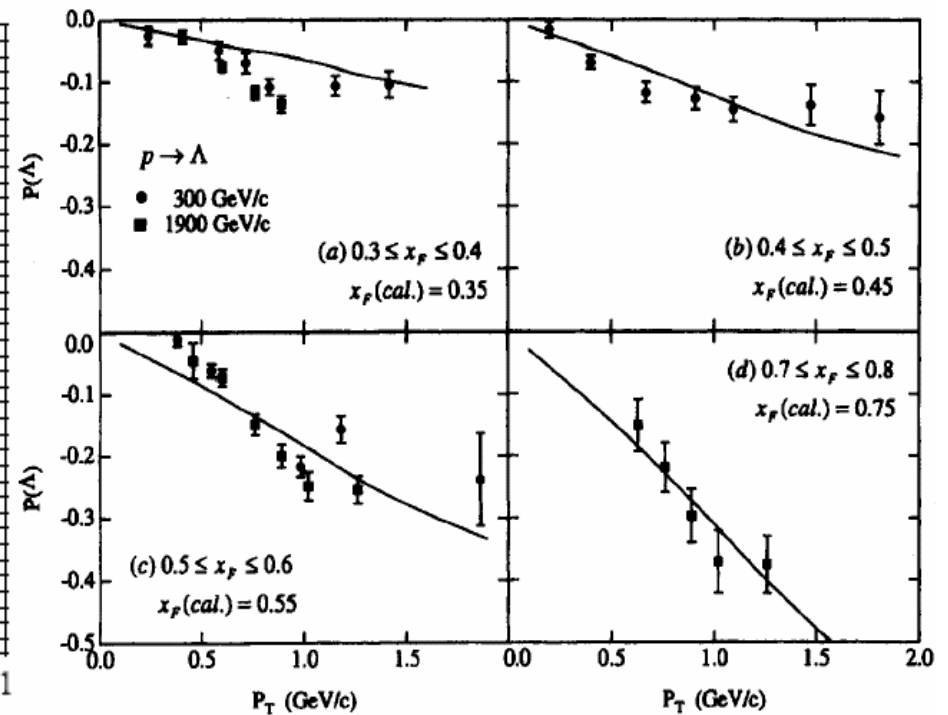 0.0
-0.1
-0.2
-0.3
-0.4
P(Λ)
p → Λ
300 GeV/c
1900 GeV/c
(a) 0.3 ≤ x_F ≤ 0.4
x_F (cal.) = 0.35
(b) 0.4 ≤ x_F ≤ 0.5
x_F (cal.) = 0.45
0.0
-0.1
-0.2
-0.3
-0.4
-0.5
P(Λ)
(c) 0.5 ≤ x_F ≤ 0.6
x_F (cal.) = 0.55
(d) 0.7 ≤ x_F ≤ 0.8
x_F (cal.) = 0.75
0.0 0.5 1.0 1.5 0.0 0.5 1.0 1.5 2.0
P_T (GeV/c) P_T (GeV/c)
1